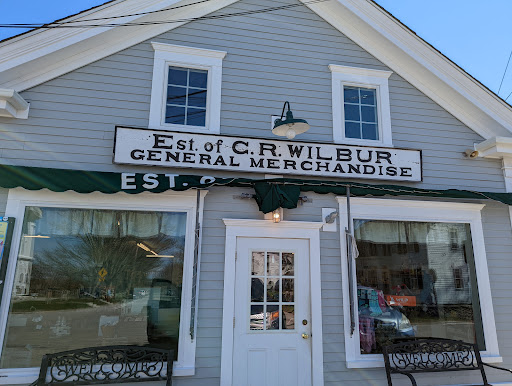 Est. of C.R. WILBUR
GENERAL MERCHANDISE
EST.
WELCOME
WELCOME